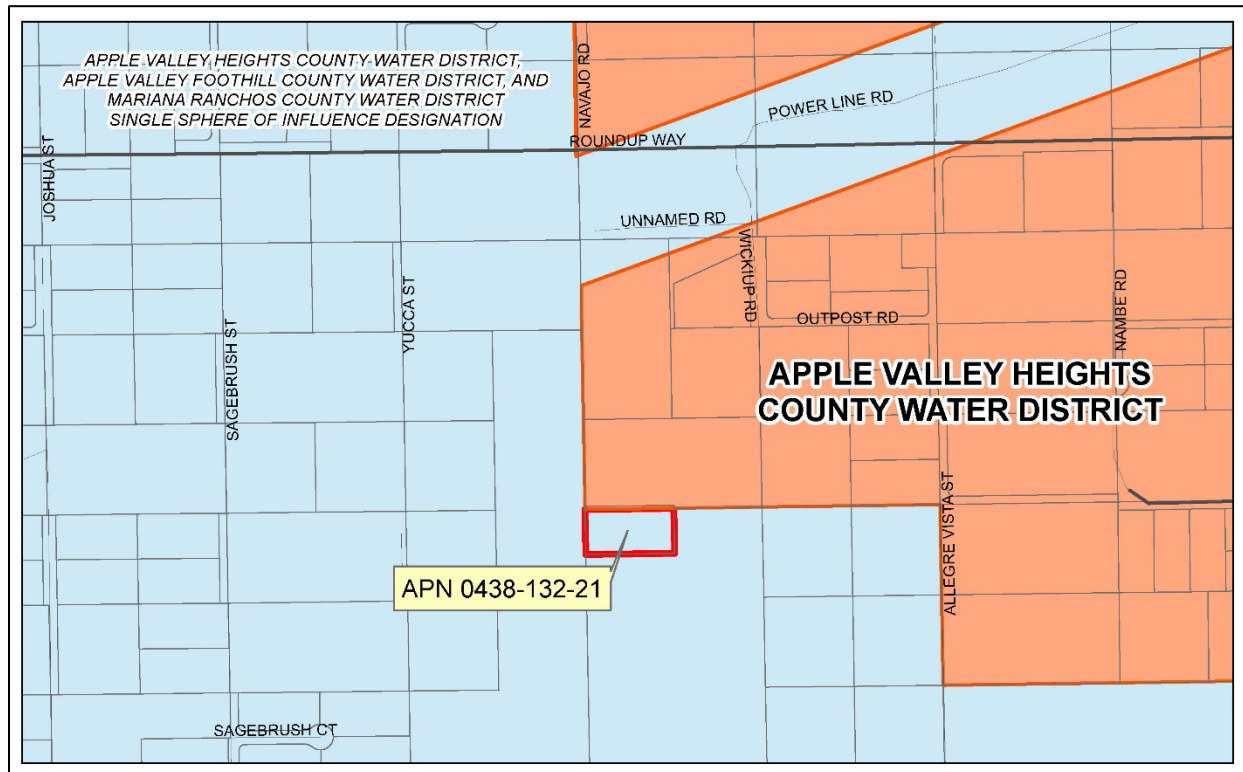 APPLE VALLEY HEIGHTS COUNTY WATER DISTRICT,
APPLE VALLEY FOOTHILL COUNTY WATER DISTRICT, AND
MARIANA RANCHOS COUNTY WATER DISTRICT
SINGLE SPHERE OF INFLUENCE DESIGNATION
NAVAJO RD
POWER LINE RD
ROUNDUP WAY
JOSHUA ST
UNNAMED RD
WICKIUP RD
YUCCA ST
SAGEBRUSH ST
OUTPOST RD
NAMBE RD
APPLE VALLEY HEIGHTS
COUNTY WATER DISTRICT
ALLEGRE VISTA ST
APN 0438-132-21
SAGEBRUSH CT